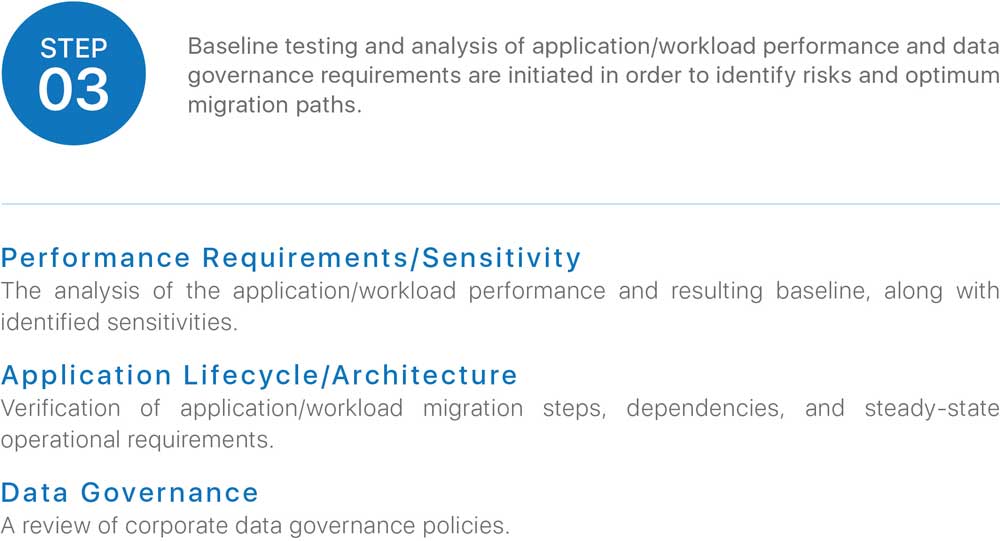 STEP
03
Baseline testing and analysis of application/workload performance and data
governance requirements are initiated in order to identify risks and optimum
migration paths.
Performance Requirements/Sensitivity
The analysis of the application/workload performance and resulting baseline, along with
identified sensitivities.
Application Lifecycle/Architecture
Verification of application/workload migration steps, dependencies, and steady-state
operational requirements.
Data Governance
A review of corporate data governance policies.